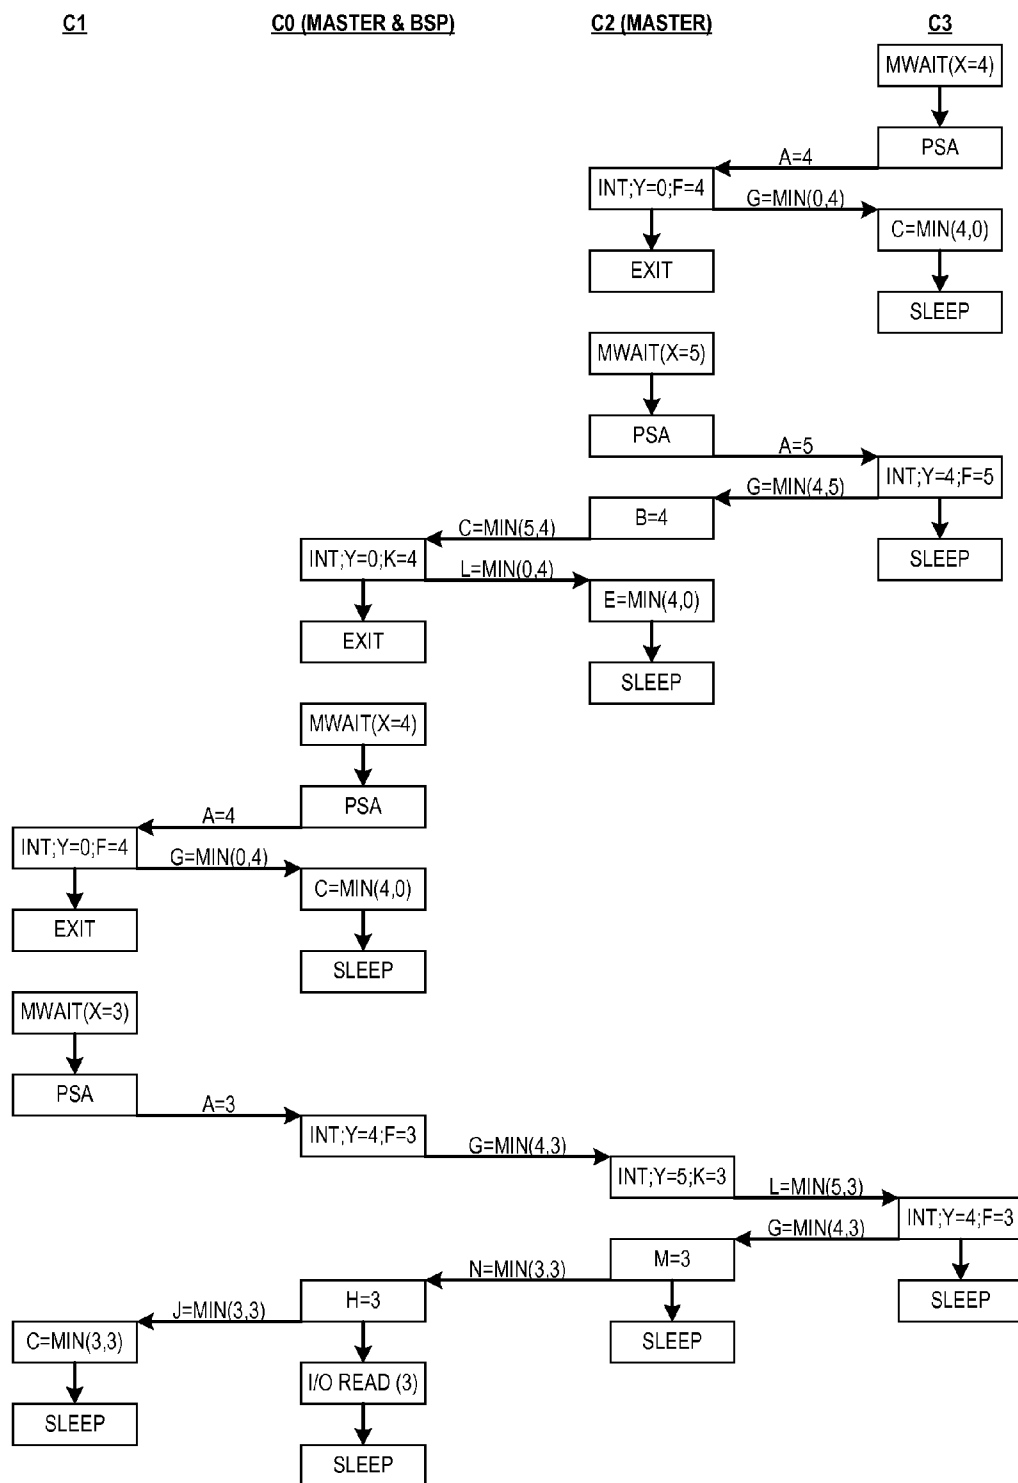 C1
C0 (MASTER & BSP)
C2 (MASTER)
C3
MWAIT(X=4)
PSA
A=4
INT;Y=0;F=4
G=MIN(0,4)
C=MIN(4,0)
EXIT
SLEEP
MWAIT(X=5)
PSA
A=5
INT;Y=4;F=5
G=MIN(4,5)
B=4
C=MIN(5,4)
SLEEP
INT;Y=0;K=4
L=MIN(0,4)
E=MIN(4,0)
EXIT
SLEEP
MWAIT(X=4)
PSA
A=4
INT;Y=0;F=4
G=MIN(0,4)
C=MIN(4,0)
EXIT
SLEEP
MWAIT(X=3)
PSA
A=3
INT;Y=4;F=3
G=MIN(4,3)
INT;Y=5;K=3
L=MIN(5,3)
INT;Y=4;F=3
G=MIN(4,3)
M=3
N=MIN(3,3)
SLEEP
H=3
J=MIN(3,3)
SLEEP
C=MIN(3,3)
I/O READ (3)
SLEEP
SLEEP